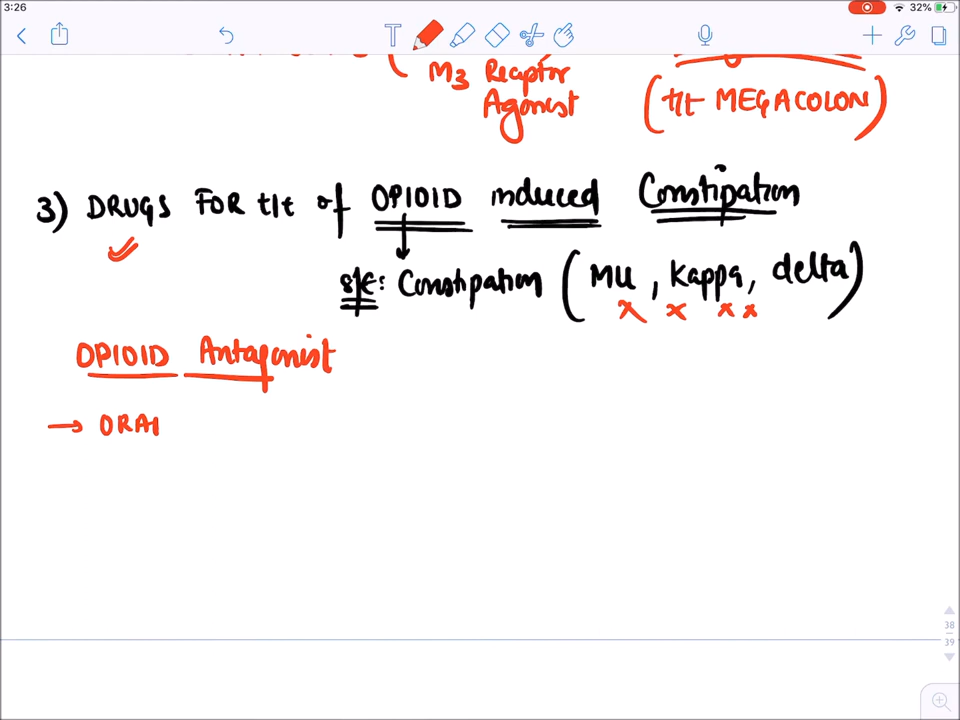 3:26
32%
T
M3 Receptor
Agonist
(t/t MEGACOLON)
3) DRUGS FOR t/t of OPIOID induced Constipation
s/e: Constipation (MU, Kappa, delta)
x x x x
OPIOID Antagonist
→ ORAL
38
39